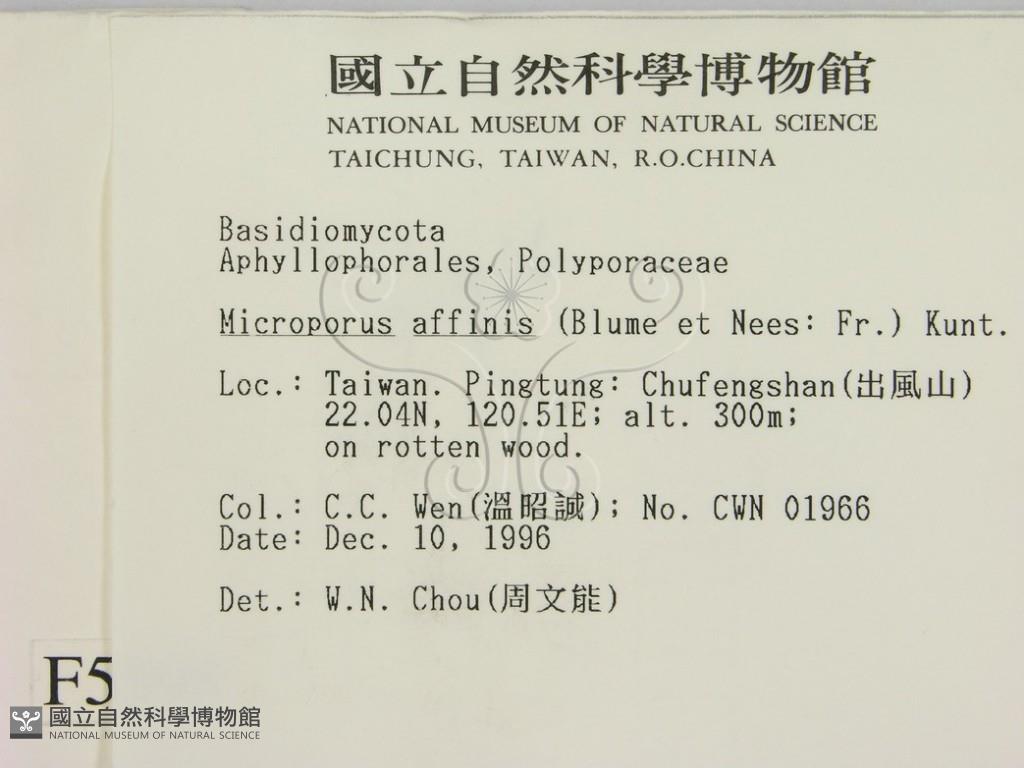 國立自然科學博物館
NATIONAL MUSEUM OF NATURAL SCIENCE
TAICHUNG, TAIWAN, R.O.CHINA
Basidiomycota
Aphyllophorales, Polyporaceae
Microporus affinis (Blume et Nees: Fr.) Kunt.
Loc.: Taiwan. Pingtung: Chufengshan(出風山)
22.04N, 120.51E; alt. 300m;
on rotten wood.
Col.: C.C. Wen(溫昭誠); No. CWN 01966
Date: Dec. 10, 1996
Det.: W.N. Chou(周文能)
F5
國立自然科學博物館
NATIONAL MUSEUM OF NATURAL SCIENCE